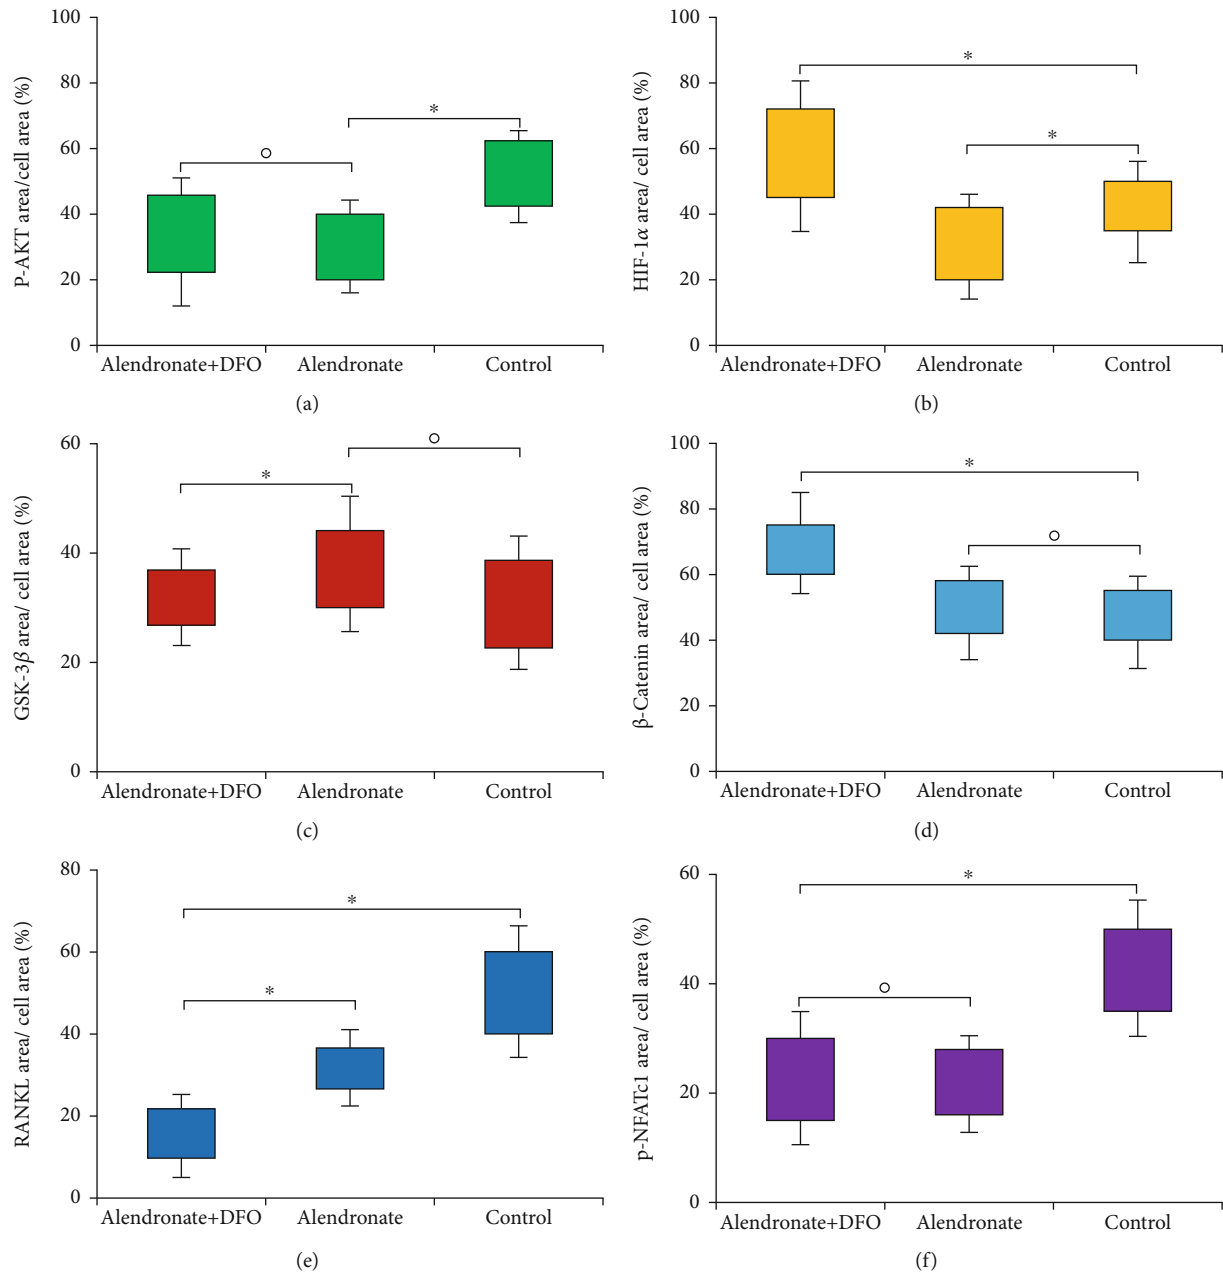 100
80
60
40
20
0
P-AKT area/cell area (%)
*
Alendronate+DFO Alendronate Control
(a)
100
80
60
40
20
0
HIF-1α area/ cell area (%)
*
*
Alendronate+DFO Alendronate Control
(b)
60
40
20
0
GSK-3β area/ cell area (%)
*
Alendronate+DFO Alendronate Control
(c)
100
80
60
40
20
0
β-Catenin area/ cell area (%)
*
Alendronate+DFO Alendronate Control
(d)
80
60
40
20
0
RANKL area/ cell area (%)
*
*
Alendronate+DFO Alendronate Control
(e)
60
40
20
0
p-NFATc1 area/ cell area (%)
*
Alendronate+DFO Alendronate Control
(f)